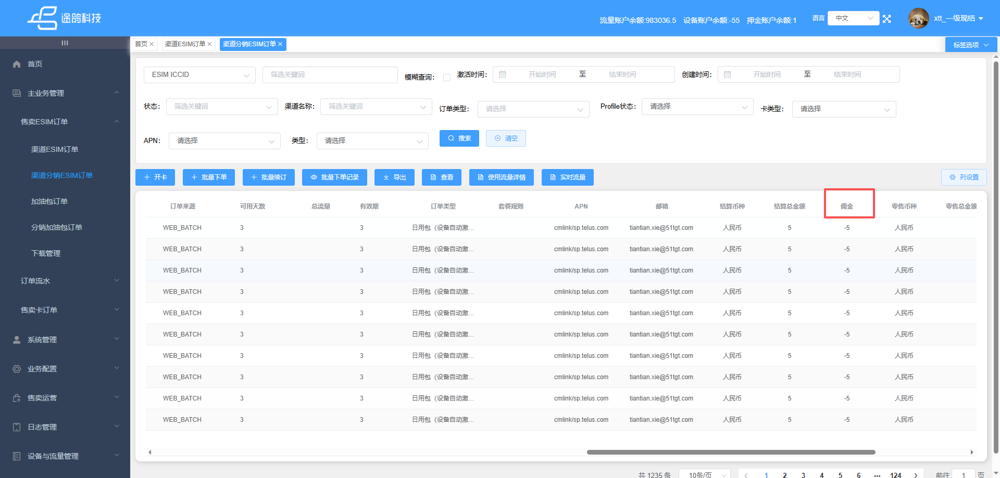 途鸽科技
流量账户余额:983036.5 设备账户余额:-55 押金账户余额:1 语言 中文 xtt_一级现结
首页 渠道ESIM订单 渠道分销ESIM订单 标签选项
首页
主业务管理
售卖ESIM订单
渠道ESIM订单
渠道分销ESIM订单
加油包订单
分销加油包订单
下载管理
订单流水
售卖卡订单
系统管理
业务配置
售卖运营
日志管理
设备与流量管理
ESIM ICCID 筛选关键词 模糊查询: 激活时间: 开始时间 至 结束时间 创建时间: 开始时间 至 结束时间
状态: 筛选关键词 渠道名称: 筛选关键词 订单类型: 请选择 Profile状态: 请选择 卡类型: 请选择
APN: 请选择 类型: 请选择 搜索 清空
开卡 批量下单 批量续订 批量下单记录 导出 查看 使用流量详情 实时流量 列设置
订单来源 可用天数 总流量 有效期 订单类型 套餐规则 APN 邮箱 结算币种 结算总金额 佣金 零售币种 零售总金额
WEB_BATCH 3 3 日用包（设备自动激... cmlink/sp.telus.com tiantian.xie@51tgt.com 人民币 5 -5 人民币
WEB_BATCH 3 3 日用包（设备自动激... cmlink/sp.telus.com tiantian.xie@51tgt.com 人民币 5 -5 人民币
WEB_BATCH 3 3 日用包（设备自动激... cmlink/sp.telus.com tiantian.xie@51tgt.com 人民币 5 -5 人民币
WEB_BATCH 3 3 日用包（设备自动激... cmlink/sp.telus.com tiantian.xie@51tgt.com 人民币 5 -5 人民币
WEB_BATCH 3 3 日用包（设备自动激... cmlink/sp.telus.com tiantian.xie@51tgt.com 人民币 5 -5 人民币
WEB_BATCH 3 3 日用包（设备自动激... cmlink/sp.telus.com tiantian.xie@51tgt.com 人民币 5 -5 人民币
WEB_BATCH 3 3 日用包（设备自动激... cmlink/sp.telus.com tiantian.xie@51tgt.com 人民币 5 -5 人民币
WEB_BATCH 3 3 日用包（设备自动激... cmlink/sp.telus.com tiantian.xie@51tgt.com 人民币 5 -5 人民币
WEB_BATCH 3 3 日用包（设备自动激... cmlink/sp.telus.com tiantian.xie@51tgt.com 人民币 5 -5 人民币
WEB_BATCH 3 3 日用包（设备自动激... cmlink/sp.telus.com tiantian.xie@51tgt.com 人民币 5 -5 人民币
共 1235 条 10条/页 1 2 3 4 5 6 ... 124 前往 1 页